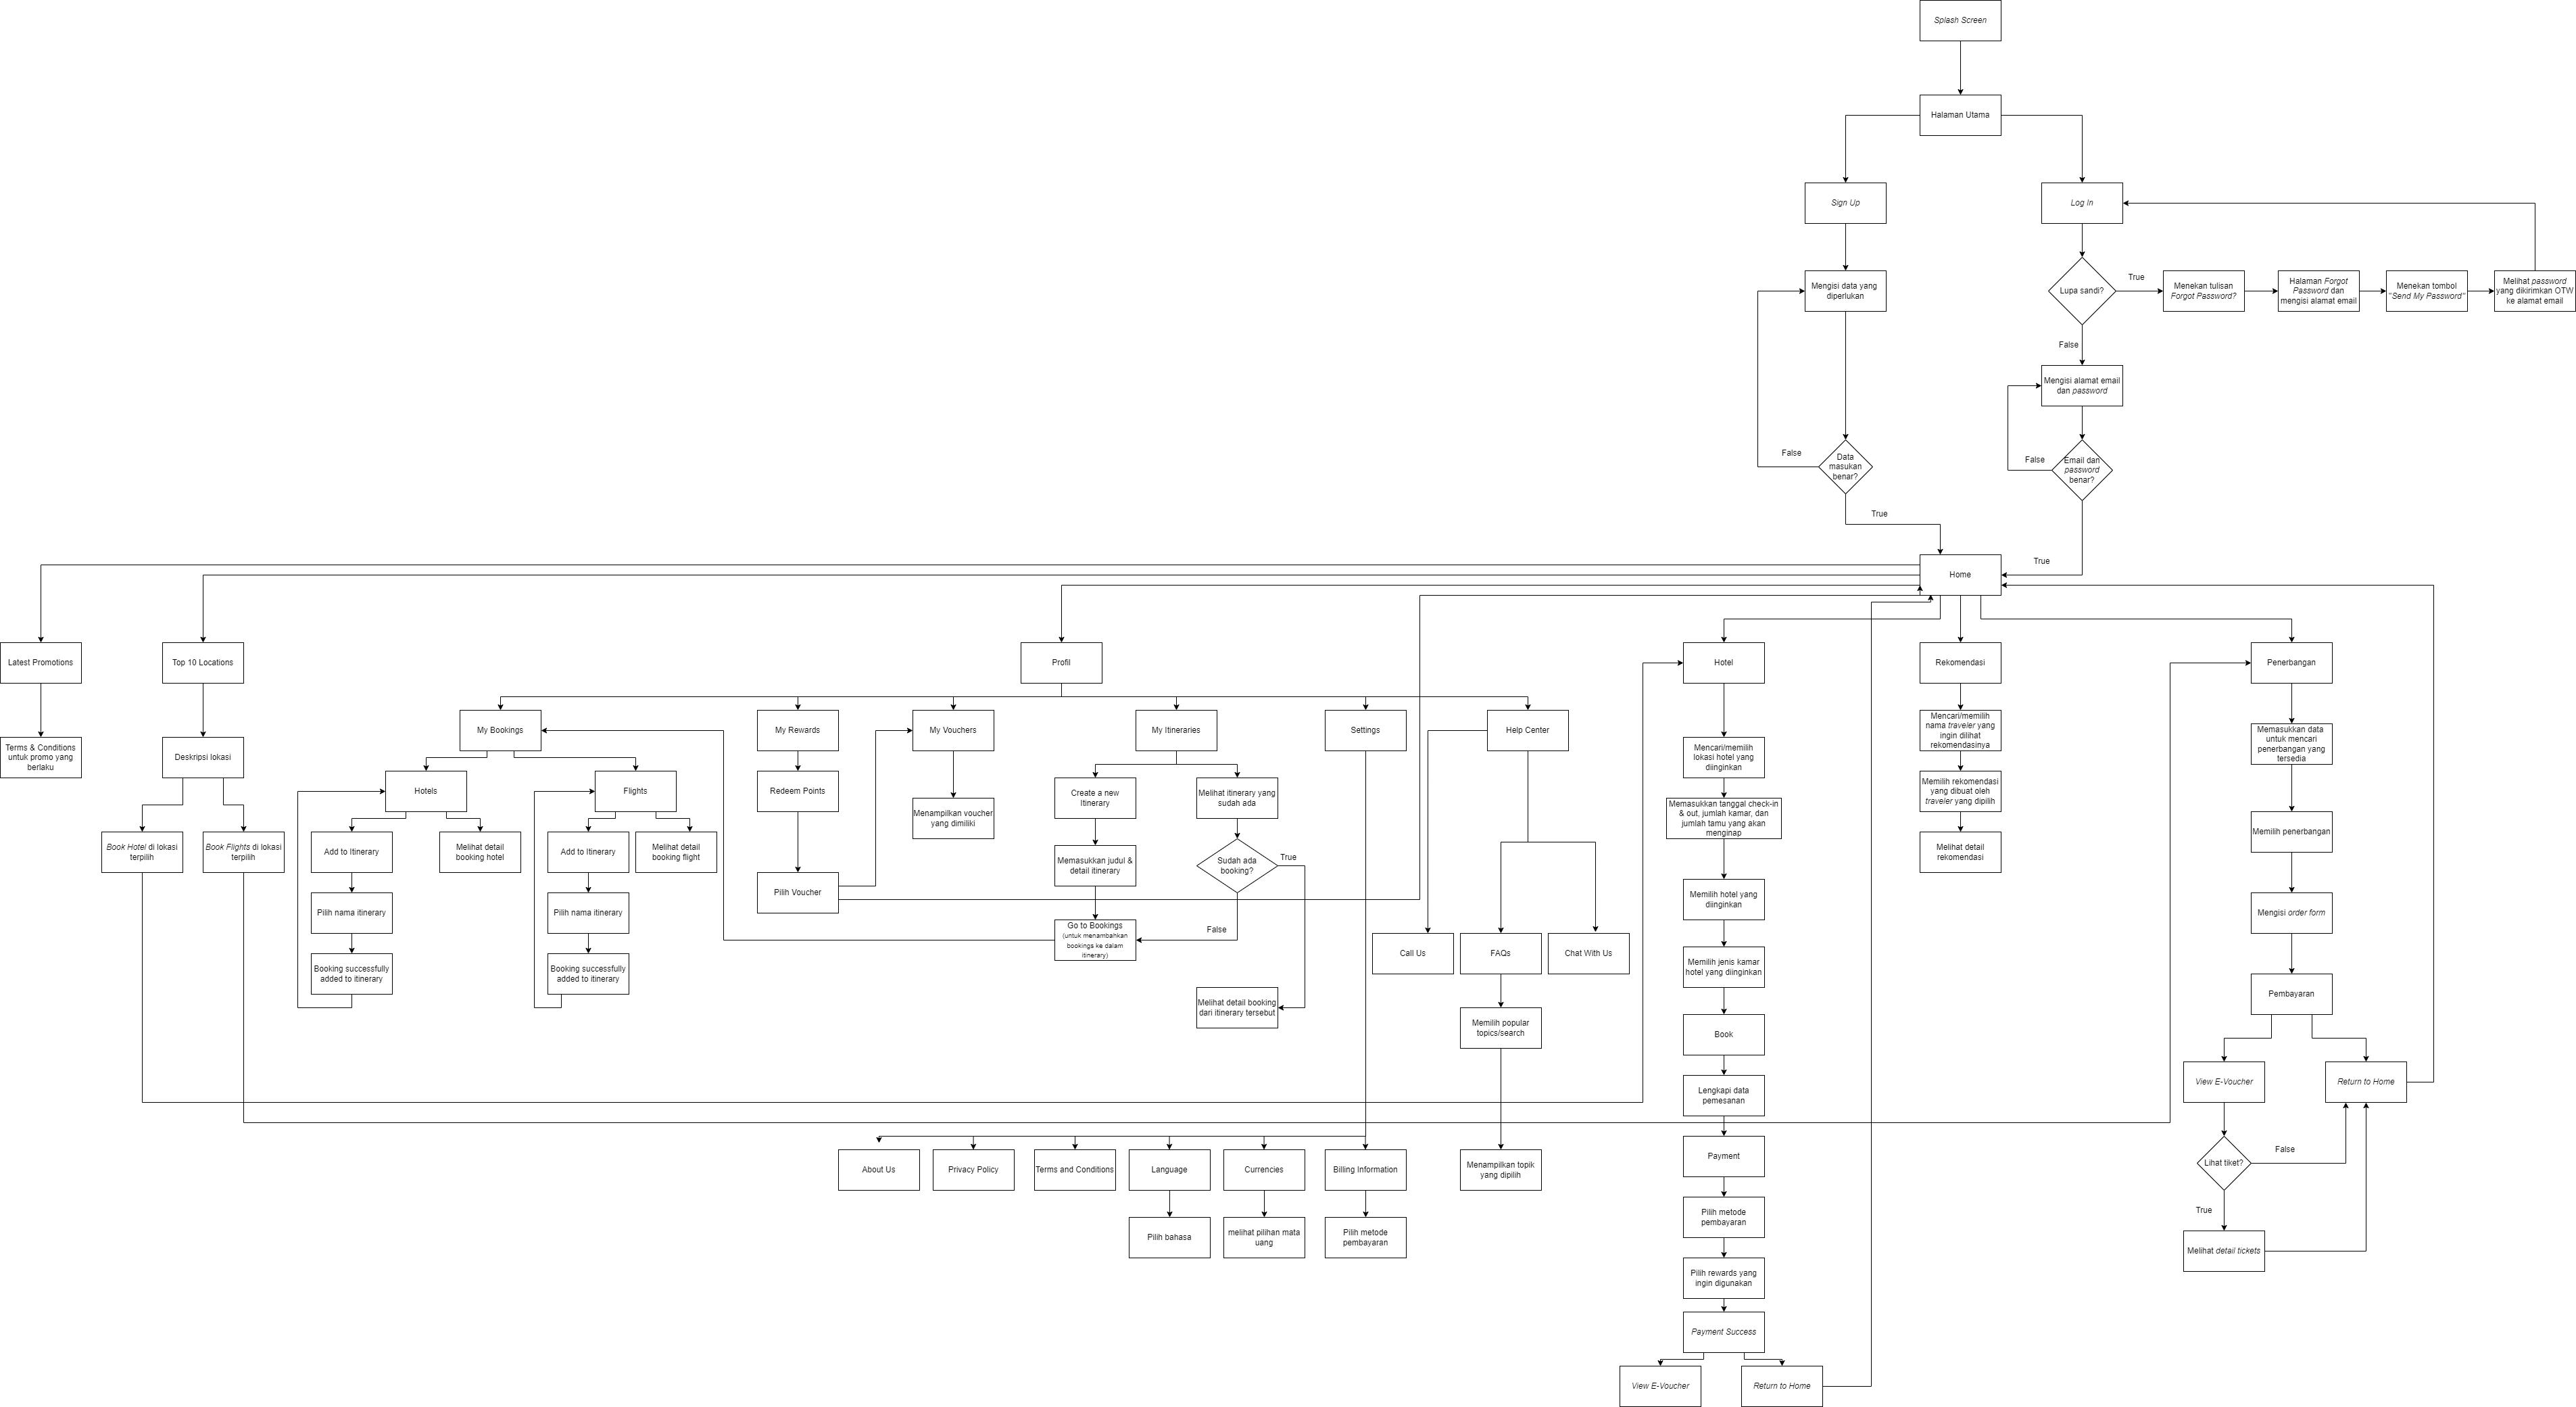 Splash Screen
Halaman Utama
Sign Up
Log In
Mengisi data yang
diperlukan
Lupa sandi?
True
Menekan tulisan
Forgot Password?
Halaman Forgot
Password dan
mengisi alamat email
Menekan tombol
"Send My Password"
Melihat password
yang dikirimkan OTW
ke alamat email
False
Mengisi alamat email
dan password
False
Data
masukan
benar?
False
Email dan
password
benar?
True
True
Home
Latest Promotions
Top 10 Locations
Profil
Hotel
Rekomendasi
Penerbangan
My Bookings
My Rewards
My Vouchers
My Itineraries
Settings
Help Center
Terms & Conditions
untuk promo yang
berlaku
Deskripsi lokasi
Mencari/memilih
lokasi hotel yang
diinginkan
Mencari/memilih
nama traveler yang
ingin dilihat
rekomendasinya
Memasukkan data
untuk mencari
penerbangan yang
tersedia
Hotels
Flights
Redeem Points
Menampilkan voucher
yang dimiliki
Create a new
Itinerary
Melihat itinerary yang
sudah ada
Memasukkan tanggal check-in
& out, jumlah kamar, dan
jumlah tamu yang akan
menginap
Memilih rekomendasi
yang dibuat oleh
traveler yang dipilih
Memilih penerbangan
Book Hotel di lokasi
terpilih
Book Flights di lokasi
terpilih
Add to Itinerary
Melihat detail
booking hotel
Add to Itinerary
Melihat detail
booking flight
Pilih Voucher
Memasukkan judul &
detail itinerary
Sudah ada
booking?
True
Melihat detail
rekomendasi
Pilih nama itinerary
Pilih nama itinerary
Memilih hotel yang
diinginkan
Mengisi order form
Go to Bookings
(untuk menambahkan
bookings ke dalam
itinerary)
False
Call Us
FAQs
Chat With Us
Booking successfully
added to itinerary
Booking successfully
added to itinerary
Memilih jenis kamar
hotel yang diinginkan
Pembayaran
Melihat detail booking
dari itinerary tersebut
Memilih popular
topics/search
Book
Lengkapi data
pemesanan
View E-Voucher
Return to Home
About Us
Privacy Policy
Terms and Conditions
Language
Currencies
Billing Information
Menampilkan topik
yang dipilih
Payment
Lihat tiket?
False
True
Pilih bahasa
melihat pilihan mata
uang
Pilih metode
pembayaran
Pilih metode
pembayaran
Melihat detail tickets
Pilih rewards yang
ingin digunakan
Payment Success
View E-Voucher
Return to Home